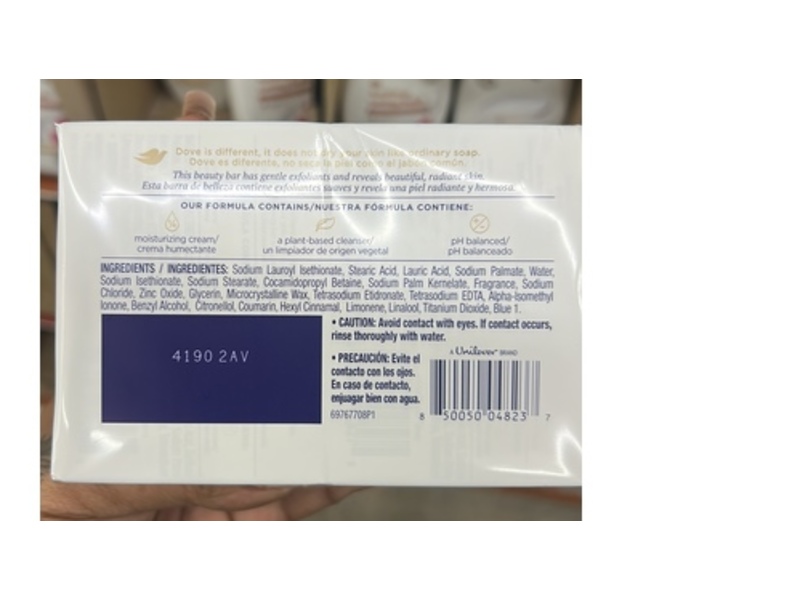 Dove is different, it does not dry your skin like ordinary soap.
Dove es diferente, no seca la piel como el jabón común.
This beauty bar has gentle exfoliants and reveals beautiful, radiant skin.
Esta barra de belleza contiene exfoliantes suaves y revela una piel radiante y hermosa.
OUR FORMULA CONTAINS/NUESTRA FÓRMULA CONTIENE:
moisturizing cream/
crema humectante
a plant-based cleanser/
un limpiador de origen vegetal
pH balanced/
pH balanceado
INGREDIENTS / INGREDIENTES: Sodium Lauroyl Isethionate, Stearic Acid, Lauric Acid, Sodium Palmate, Water,
Sodium Isethionate, Sodium Stearate, Cocamidopropyl Betaine, Sodium Palm Kernelate, Fragrance, Sodium
Chloride, Zinc Oxide, Glycerin, Microcrystalline Wax, Tetrasodium Etidronate, Tetrasodium EDTA, Alpha-Isomethyl
Ionone, Benzyl Alcohol, Citronellol, Coumarin, Hexyl Cinnamal, Limonene, Linalool, Titanium Dioxide, Blue 1.
4190 2AV
• CAUTION: Avoid contact with eyes. If contact occurs,
rinse thoroughly with water.
• PRECAUCIÓN: Evite el
contacto con los ojos.
En caso de contacto,
enjuagar bien con agua.
69767708P1
A Unilever BRAND
8 50050 04823 7